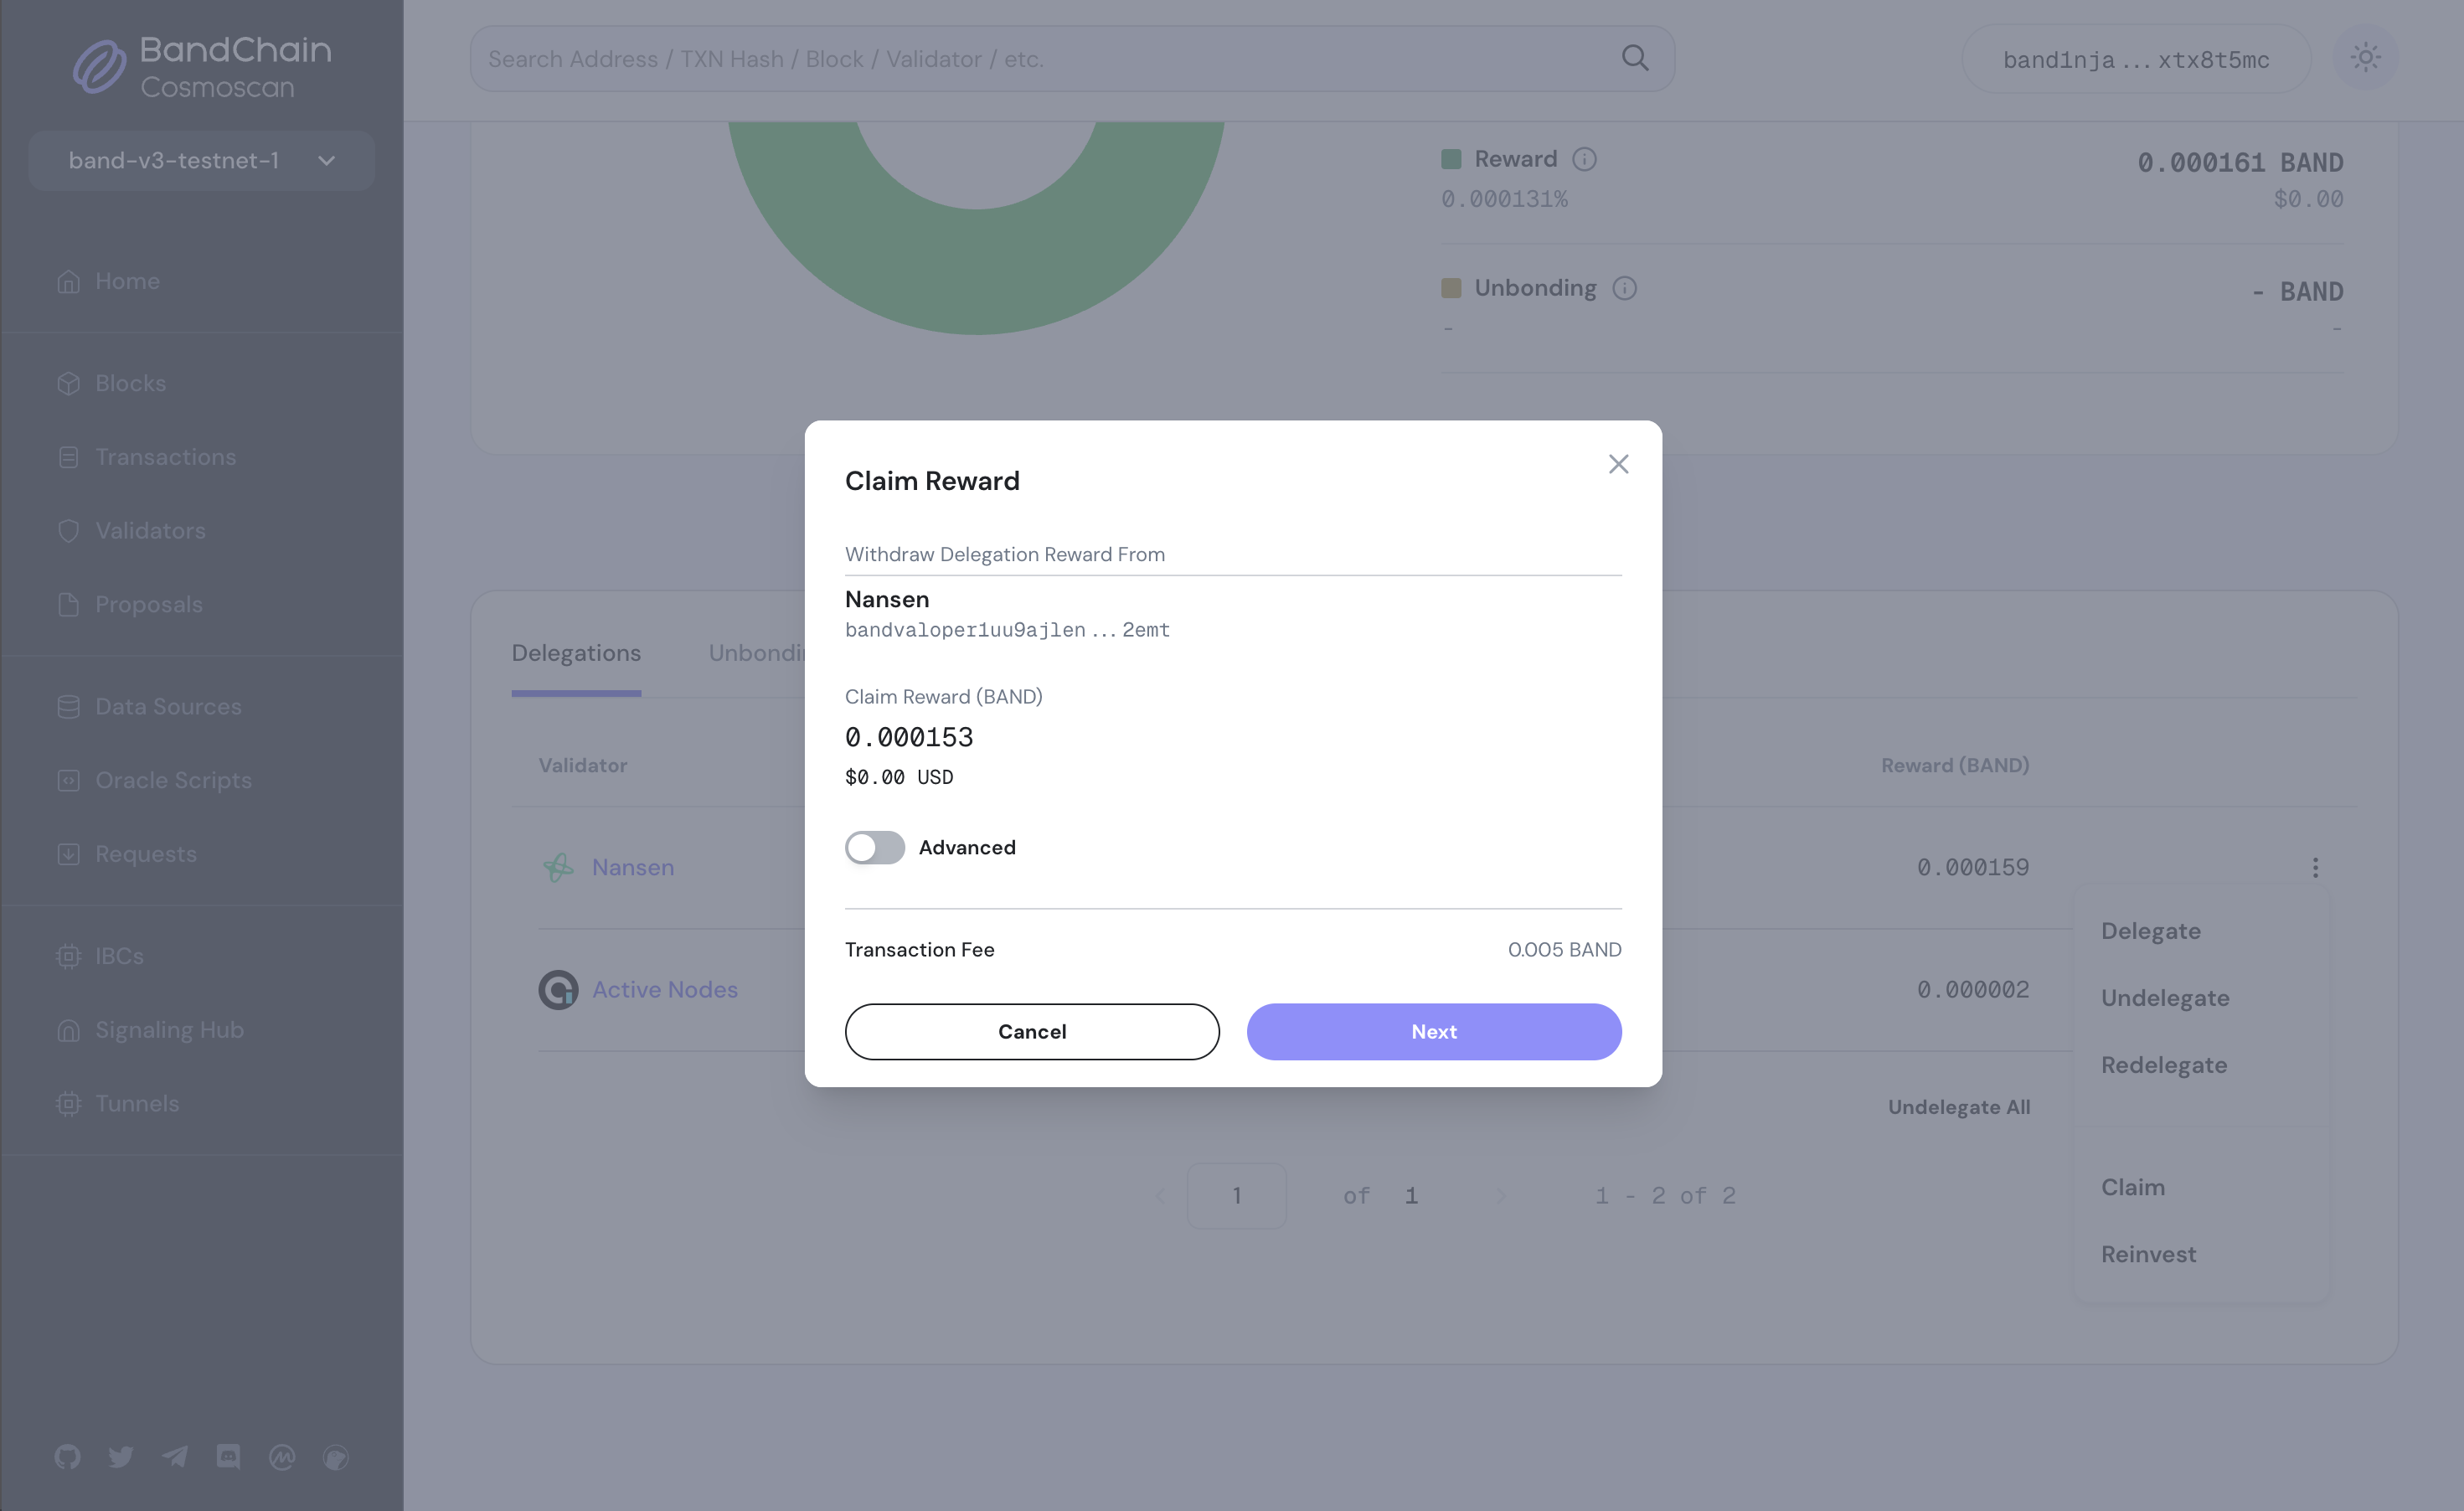 BandChain
Cosmoscan
band-v3-testnet-1
Home
Blocks
Transactions
Validators
Proposals
Data Sources
Oracle Scripts
Requests
IBCs
Signaling Hub
Tunnels
Search Address / TXN Hash / Block / Validator / etc.
band1nja...xtx8t5mc
Reward 0.000161 BAND
0.000131% $0.00
Unbonding - BAND
- -
Delegations Unbondi
Validator Reward (BAND)
Nansen 0.000159
Active Nodes 0.000002
Undelegate All
1 of 1 1 - 2 of 2
Delegate
Undelegate
Redelegate
Claim
Reinvest
Claim Reward
Withdraw Delegation Reward From
Nansen
bandvaloper1uu9ajlen...2emt
Claim Reward (BAND)
0.000153
$0.00 USD
Advanced
Transaction Fee 0.005 BAND
Cancel Next